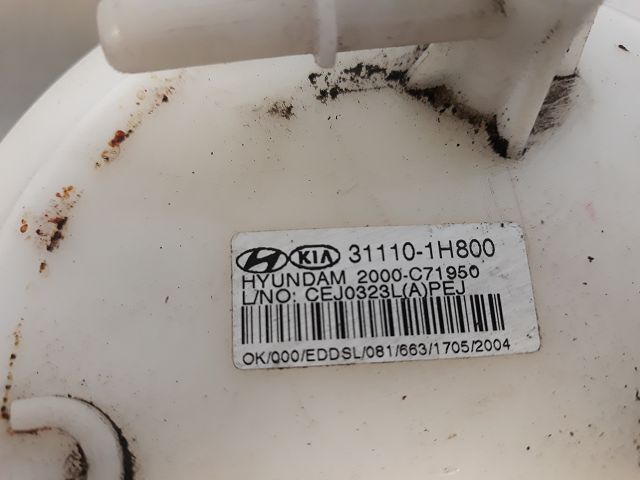 KIA 31110-1H800
HYUNDAM 2000-C71950
L/NO: CEJ0323L(A)PEJ
OK/000/EDDSL/081/663/1705/2004